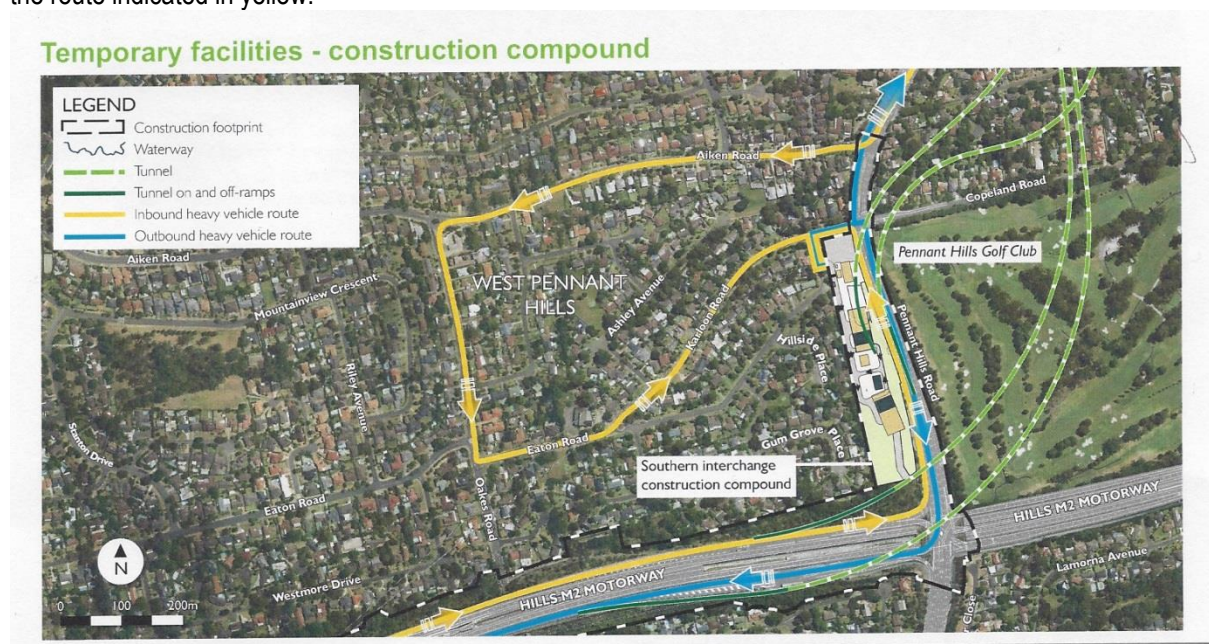 the route indicated in yellow.
Temporary facilities - construction compound
LEGEND
Construction footprint
Waterway
Tunnel
Tunnel on and off-ramps
Inbound heavy vehicle route
Outbound heavy vehicle route
Aiken Road
Copeland Road
Aiken Road
Pennant Hills Golf Club
Mountainview Crescent
WEST PENNANT
HILLS
Ashley Avenue
Karloon Road
Hillside Place
Pennant Hills Road
Riley Avenue
Stanton Drive
Eaton Road
Gum Grove Place
Southern interchange
construction compound
Eaton Road
Oakes Road
HILLS M2 MOTORWAY
N
Westmore Drive
HILLS M2 MOTORWAY
Lamorna Avenue
0 100 200m
Close